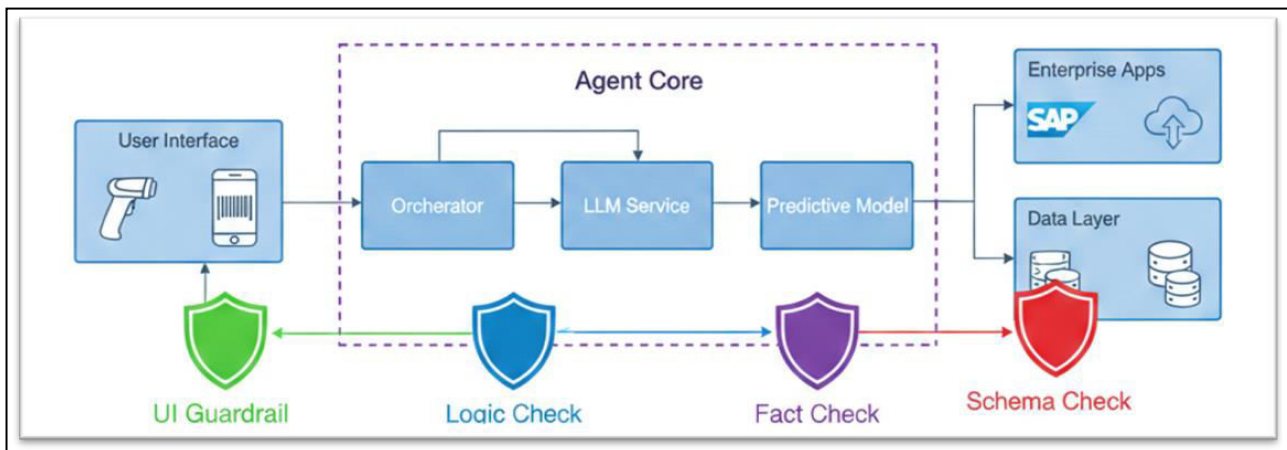 Agent Core
Enterprise Apps
SAP
User Interface
Orcherator
LLM Service
Predictive Model
Data Layer
UI Guardrail
Logic Check
Fact Check
Schema Check